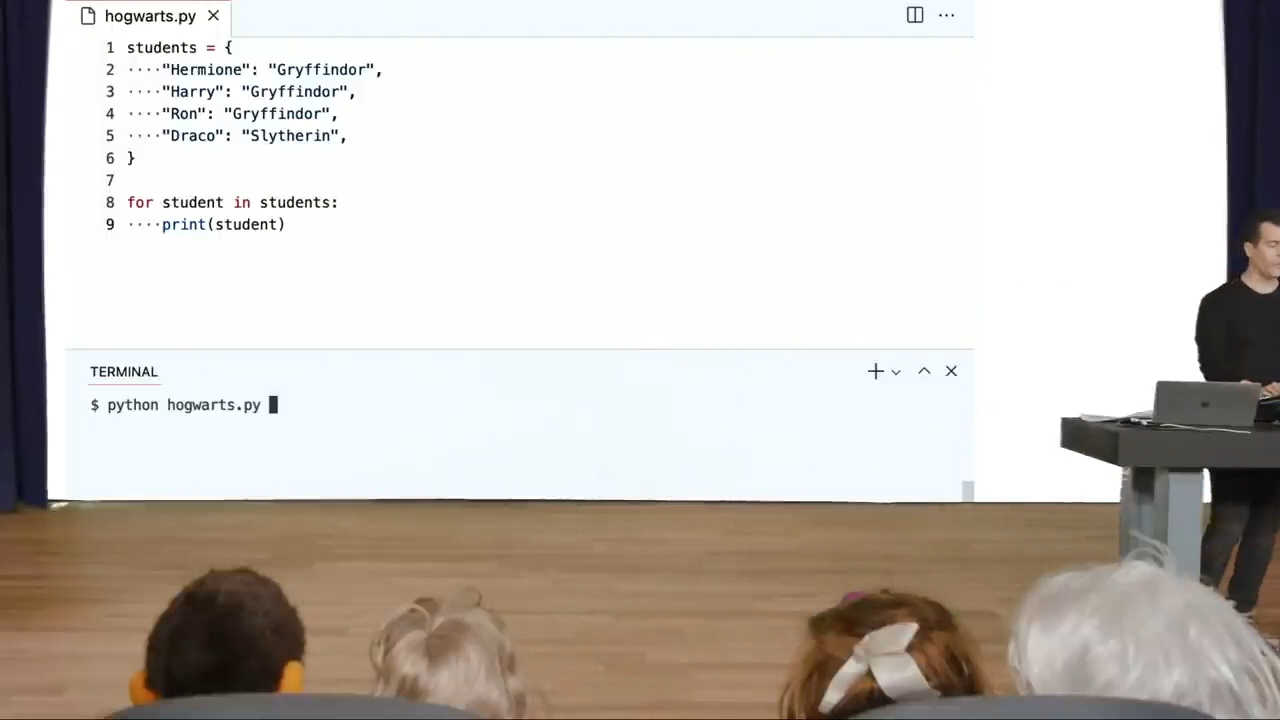 hogwarts.py
1 students = {
2 ····"Hermione": "Gryffindor",
3 ····"Harry": "Gryffindor",
4 ····"Ron": "Gryffindor",
5 ····"Draco": "Slytherin",
6 }
7
8 for student in students:
9 ····print(student)
TERMINAL
$ python hogwarts.py